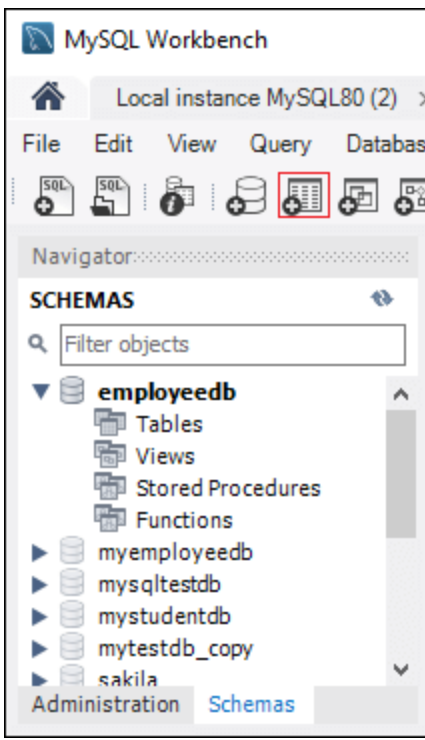 MySQL Workbench
Local instance MySQL80 (2)
File Edit View Query Databas
SQL SQL
Navigator
SCHEMAS
Filter objects
employeedb
Tables
Views
Stored Procedures
Functions
myemployeedb
mysqltestdb
mystudentdb
mytestdb_copy
sakila
Administration Schemas